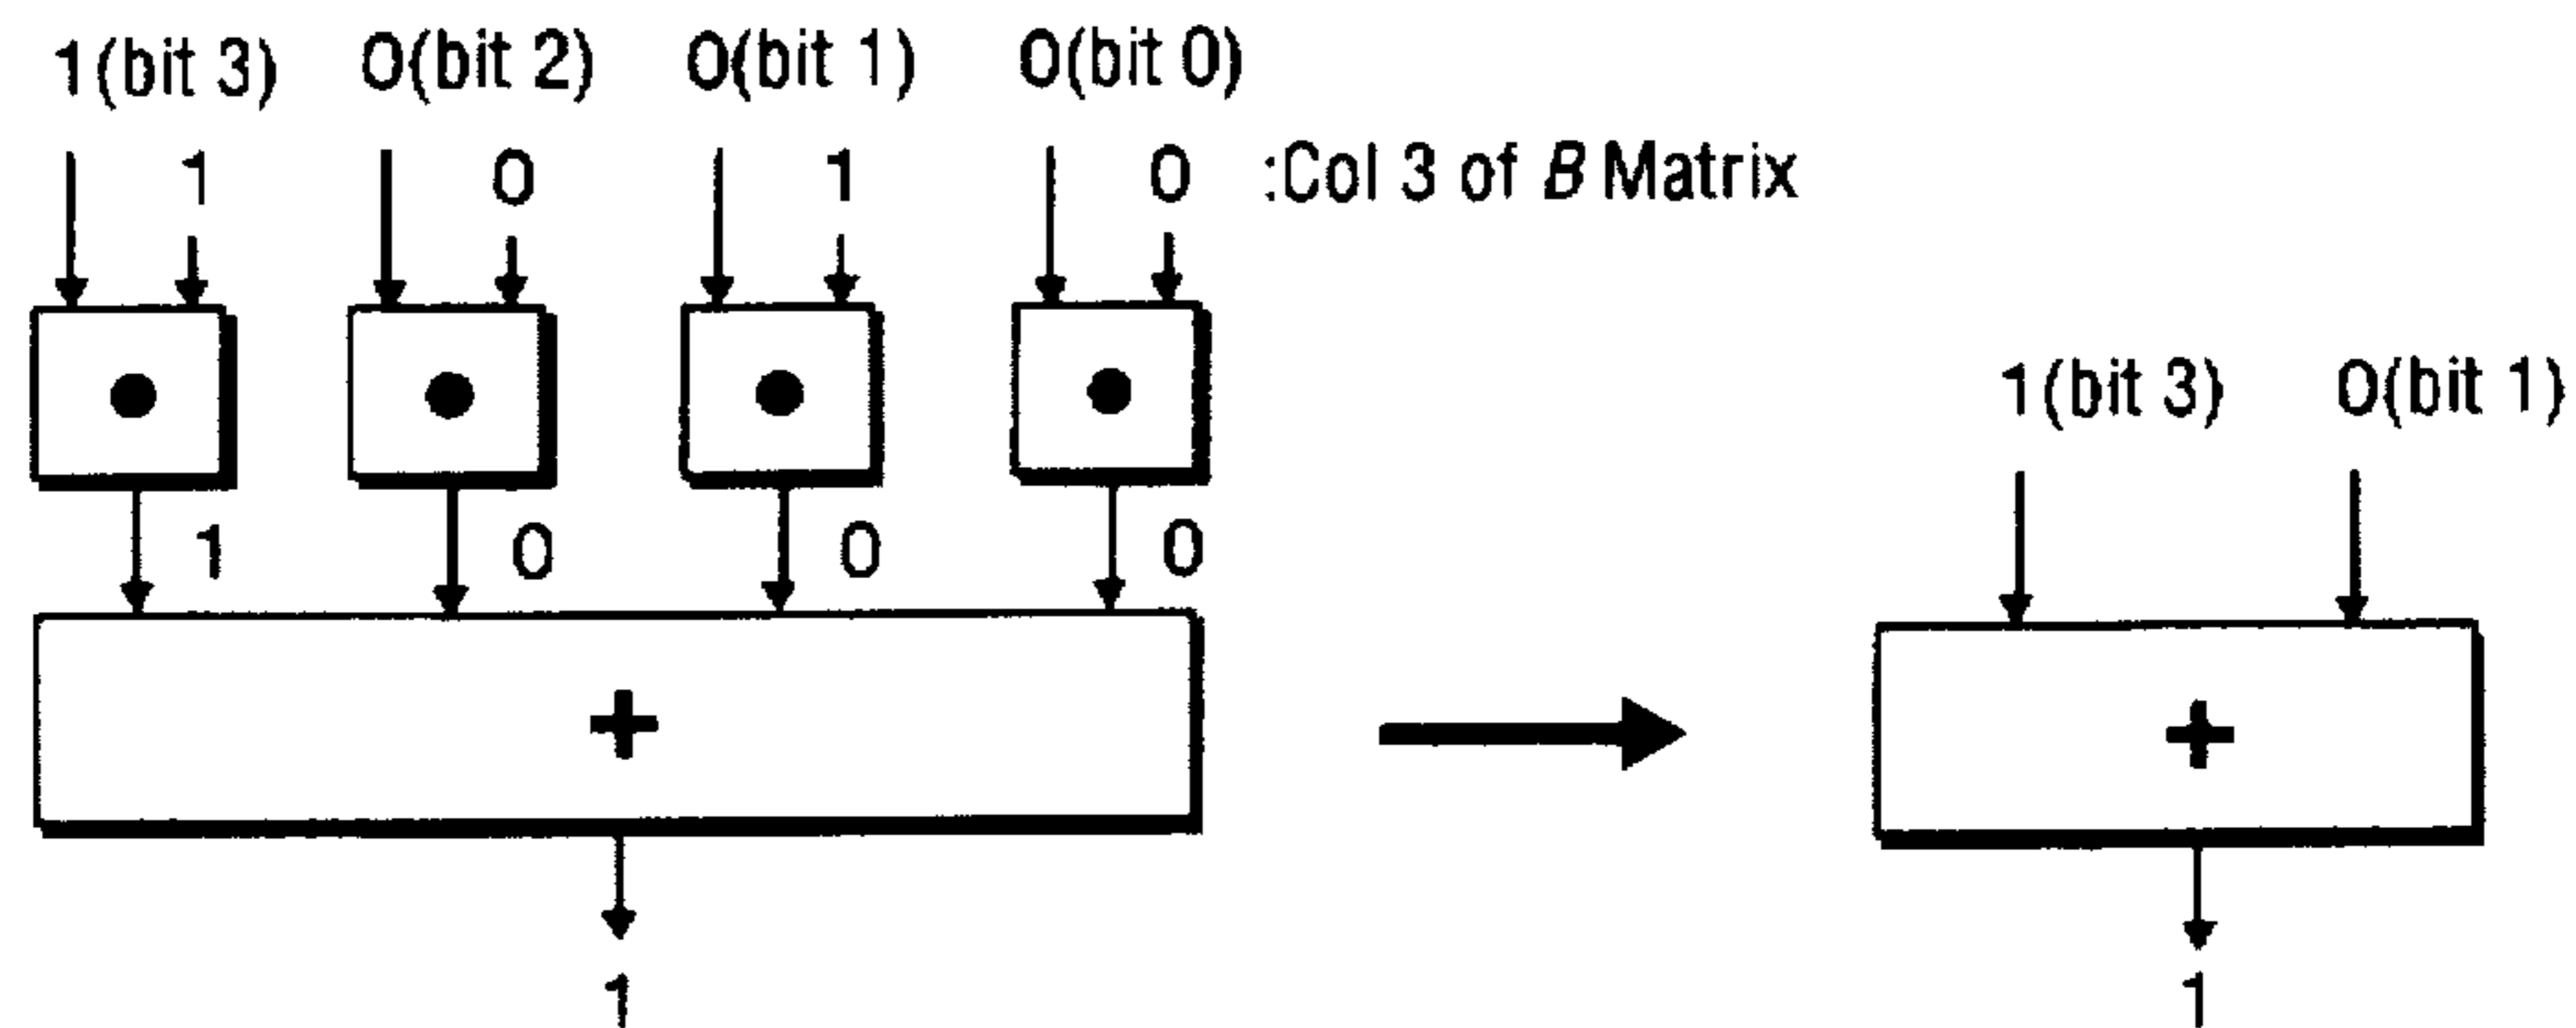 1(bit 3) 0(bit 2) 0(bit 1) 0(bit 0)
1 0 1 0 :Col 3 of B Matrix
1(bit 3) 0(bit 1)
1 0 0 0
+ +
1 1